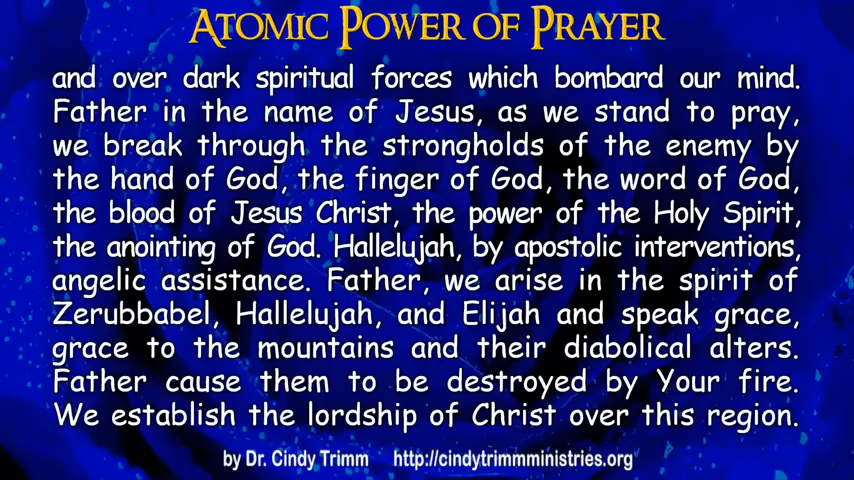 Atomic Power of Prayer
and over dark spiritual forces which bombard our mind.
Father in the name of Jesus, as we stand to pray,
we break through the strongholds of the enemy by
the hand of God, the finger of God, the word of God,
the blood of Jesus Christ, the power of the Holy Spirit,
the anointing of God. Hallelujah, by apostolic interventions,
angelic assistance. Father, we arise in the spirit of
Zerubbabel, Hallelujah, and Elijah and speak grace,
grace to the mountains and their diabolical alters.
Father cause them to be destroyed by Your fire.
We establish the lordship of Christ over this region.
by Dr. Cindy Trimm http://cindytrimmministries.org